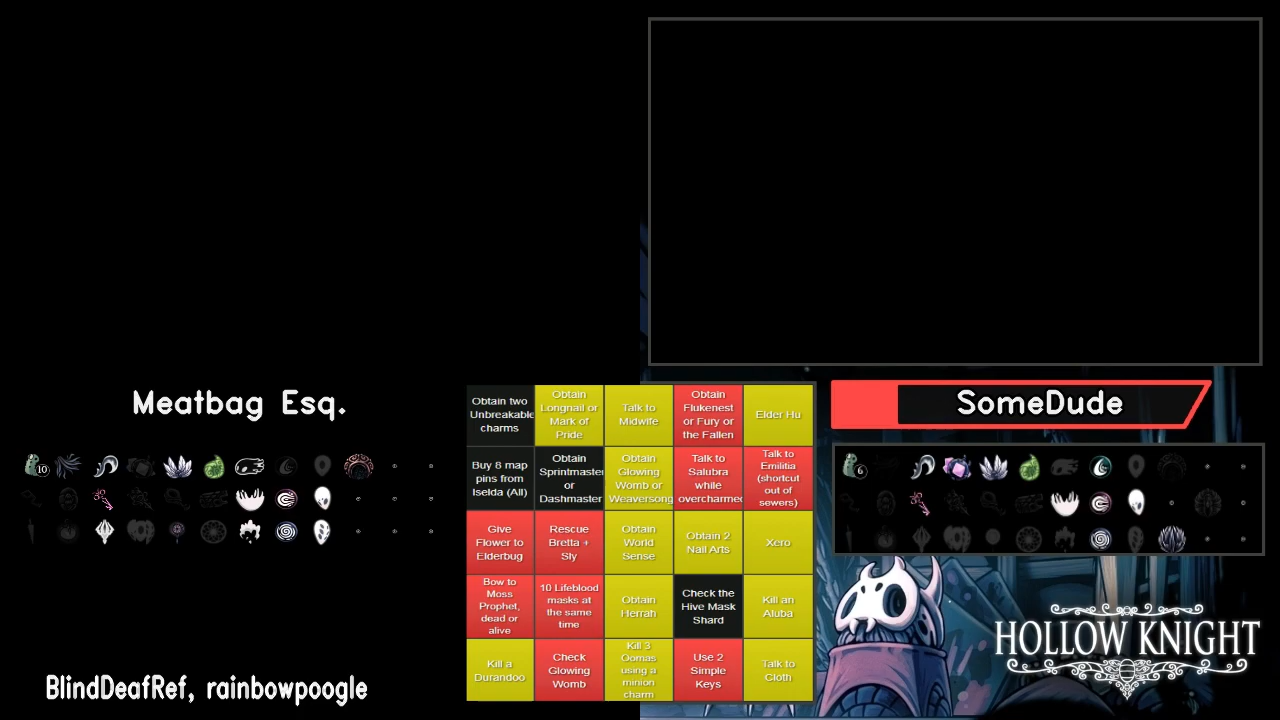 Meatbag Esq.
10
BlindDeafRef, rainbowpoogle
Obtain two
Unbreakable
charms
Obtain
Longnail or
Mark of
Pride
Talk to
Midwife
Obtain
Flukenest
or Fury or
the Fallen
Elder Hu
Buy 8 map
pins from
Iselda (All)
Obtain
Sprintmaster
or
Dashmaster
Obtain
Glowing
Womb or
Weaversong
Talk to
Salubra
while
overcharmed
Talk to
Emilitia
(shortcut
out of
sewers)
Give
Flower to
Elderbug
Rescue
Bretta +
Sly
Obtain
World
Sense
Obtain 2
Nail Arts
Xero
Bow to
Moss
Prophet,
dead or
alive
10 Lifeblood
masks at
the same
time
Obtain
Herrah
Check the
Hive Mask
Shard
Kill an
Aluba
Kill a
Durandoo
Check
Glowing
Womb
Kill 3
Oomas
using a
minion
charm
Use 2
Simple
Keys
Talk to
Cloth
SomeDude
6
HOLLOW KNIGHT